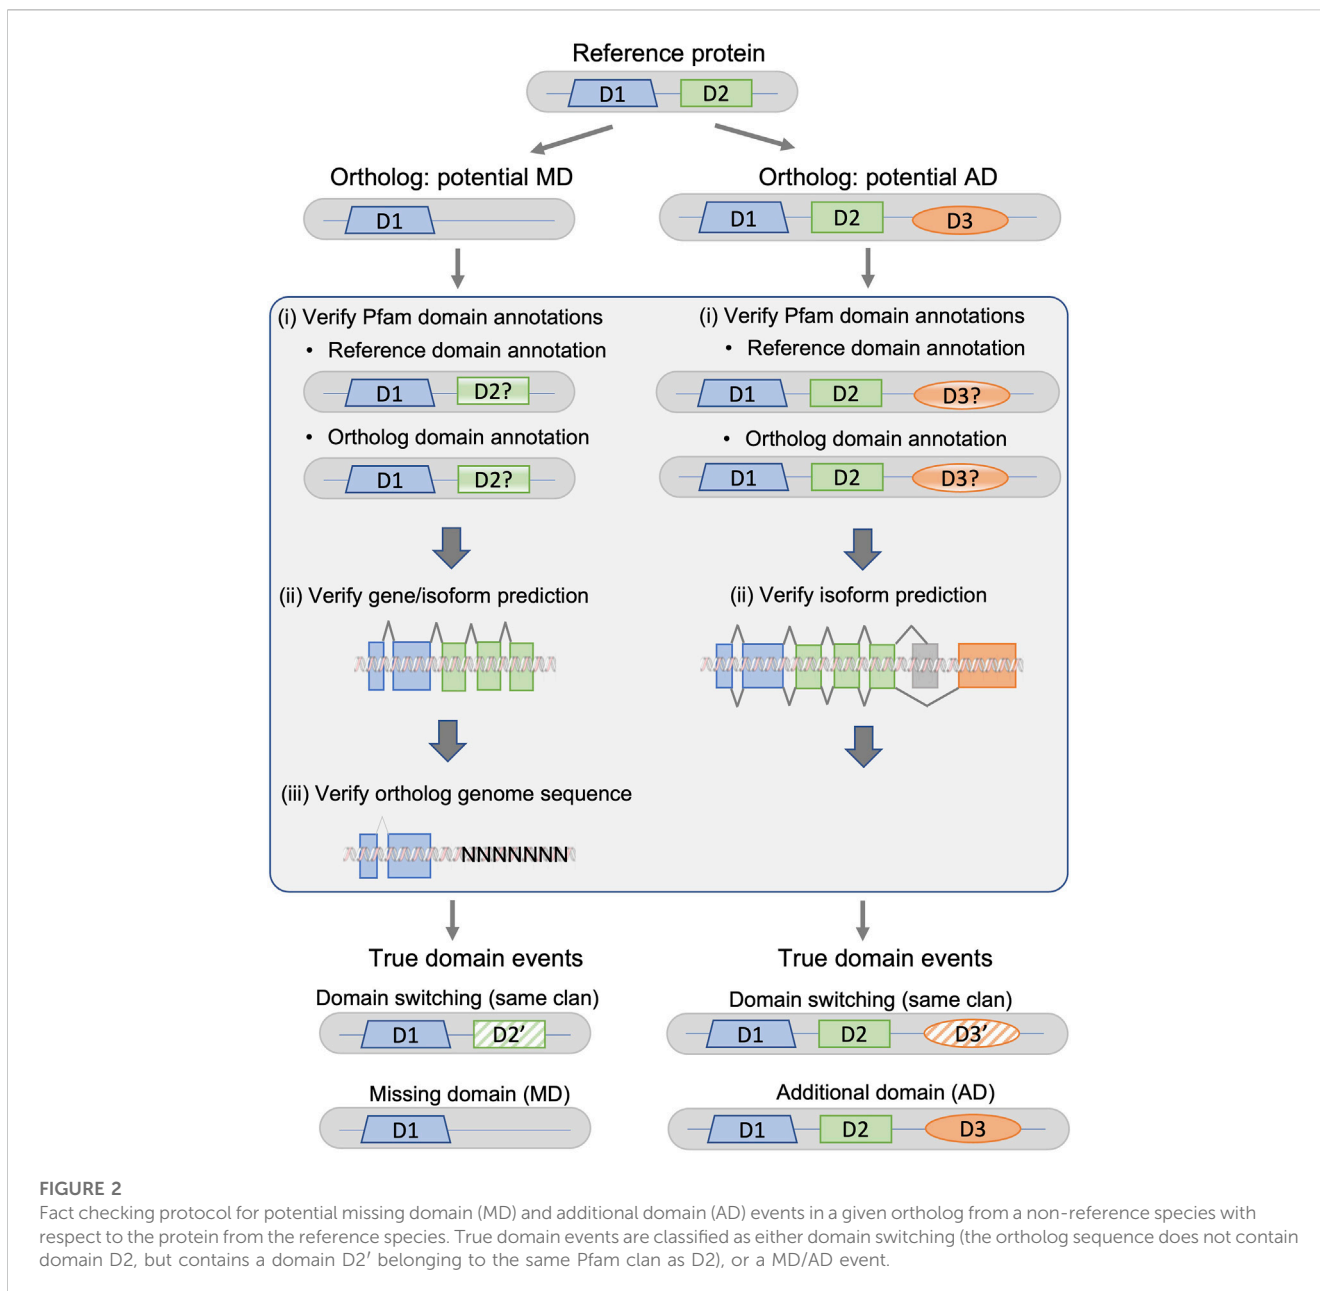 Reference protein
D1 D2
Ortholog: potential MD
D1
Ortholog: potential AD
D1 D2 D3
(i) Verify Pfam domain annotations
• Reference domain annotation
D1 D2?
• Ortholog domain annotation
D1 D2?
(ii) Verify gene/isoform prediction
(iii) Verify ortholog genome sequence
NNNNNNN
(i) Verify Pfam domain annotations
• Reference domain annotation
D1 D2 D3?
• Ortholog domain annotation
D1 D2 D3?
(ii) Verify isoform prediction
True domain events
Domain switching (same clan)
D1 D2′
Missing domain (MD)
D1
True domain events
Domain switching (same clan)
D1 D2 D3′
Additional domain (AD)
D1 D2 D3
FIGURE 2
Fact checking protocol for potential missing domain (MD) and additional domain (AD) events in a given ortholog from a non-reference species with
respect to the protein from the reference species. True domain events are classified as either domain switching (the ortholog sequence does not contain
domain D2, but contains a domain D2′ belonging to the same Pfam clan as D2), or a MD/AD event.